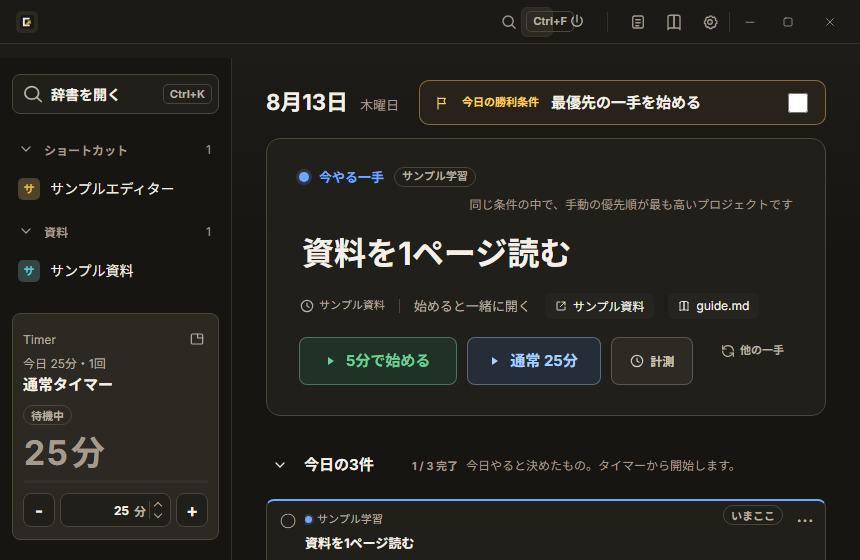 Ctrl+F
辞書を開く Ctrl+K
ショートカット 1
サ サンプルエディター
資料 1
サ サンプル資料
Timer
今日 25分・1回
通常タイマー
待機中
25分
- 25 分 +
8月13日 木曜日
今日の勝利条件 最優先の一手を始める
今やる一手 サンプル学習
同じ条件の中で、手動の優先順が最も高いプロジェクトです
資料を1ページ読む
サンプル資料 始めると一緒に開く サンプル資料 guide.md
5分で始める 通常 25分 計測 他の一手
今日の3件 1 / 3 完了 今日やると決めたもの。タイマーから開始します。
サンプル学習 いまここ
資料を1ページ読む